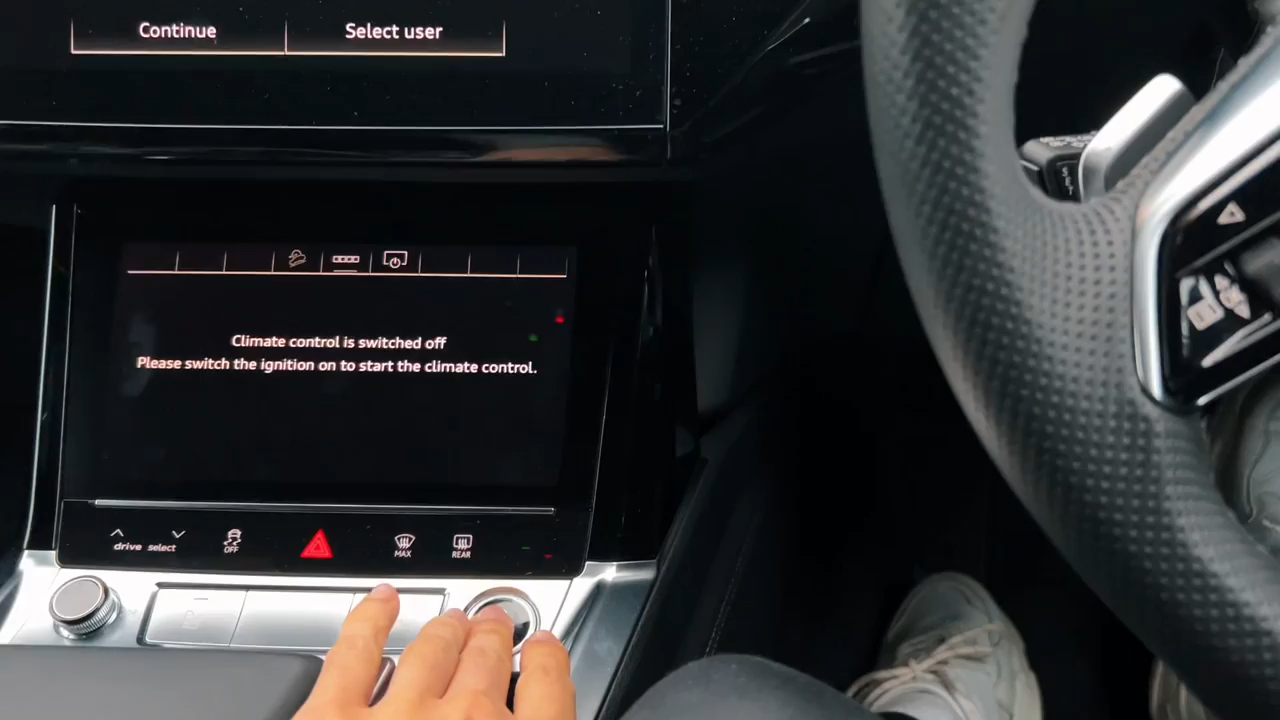 Continue
Select user
Climate control is switched off
Please switch the ignition on to start the climate control.
drive select
OFF
MAX
REAR